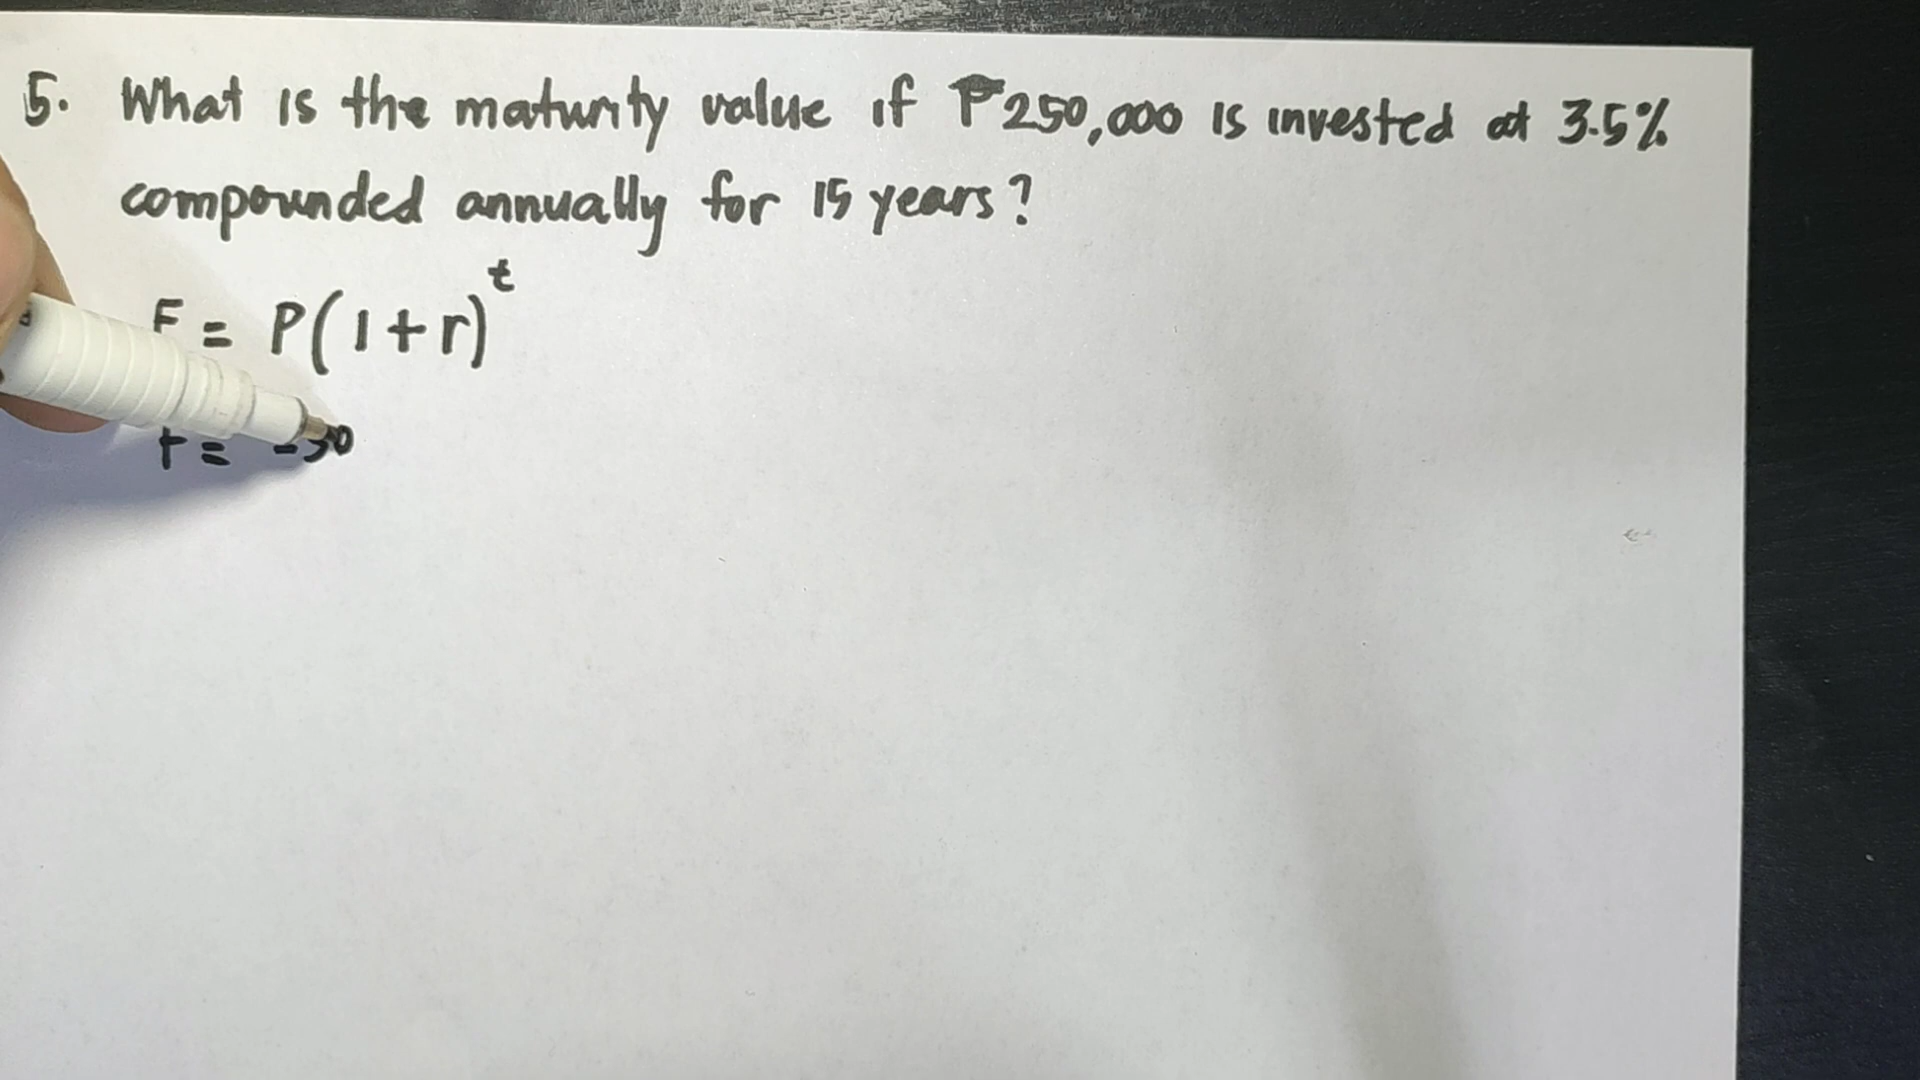 5. What is the maturity value if ₱250,000 is invested at 3.5%
compounded annually for 15 years?
F = P(1+r)^t
=